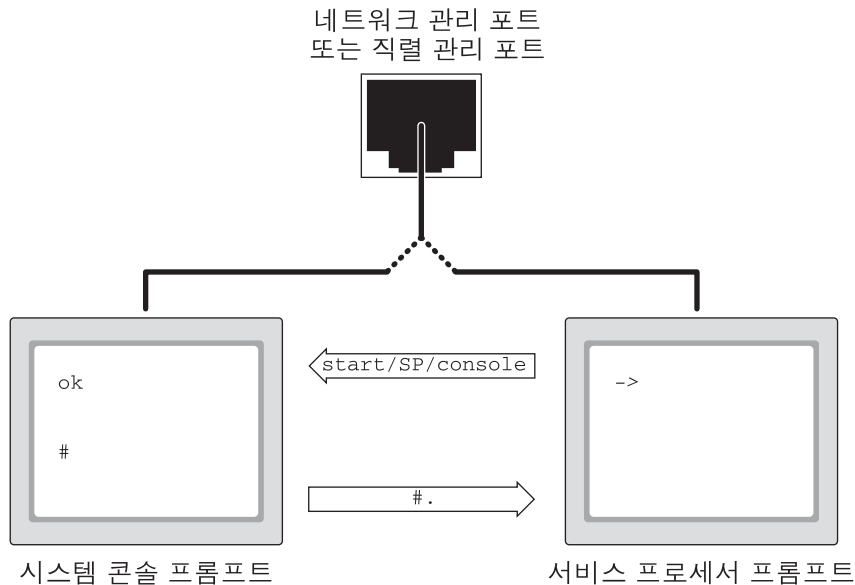 네트워크 관리 포트
또는 직렬 관리 포트
start/SP/console
ok
->
#
#.
시스템 콘솔 프롬프트
서비스 프로세서 프롬프트